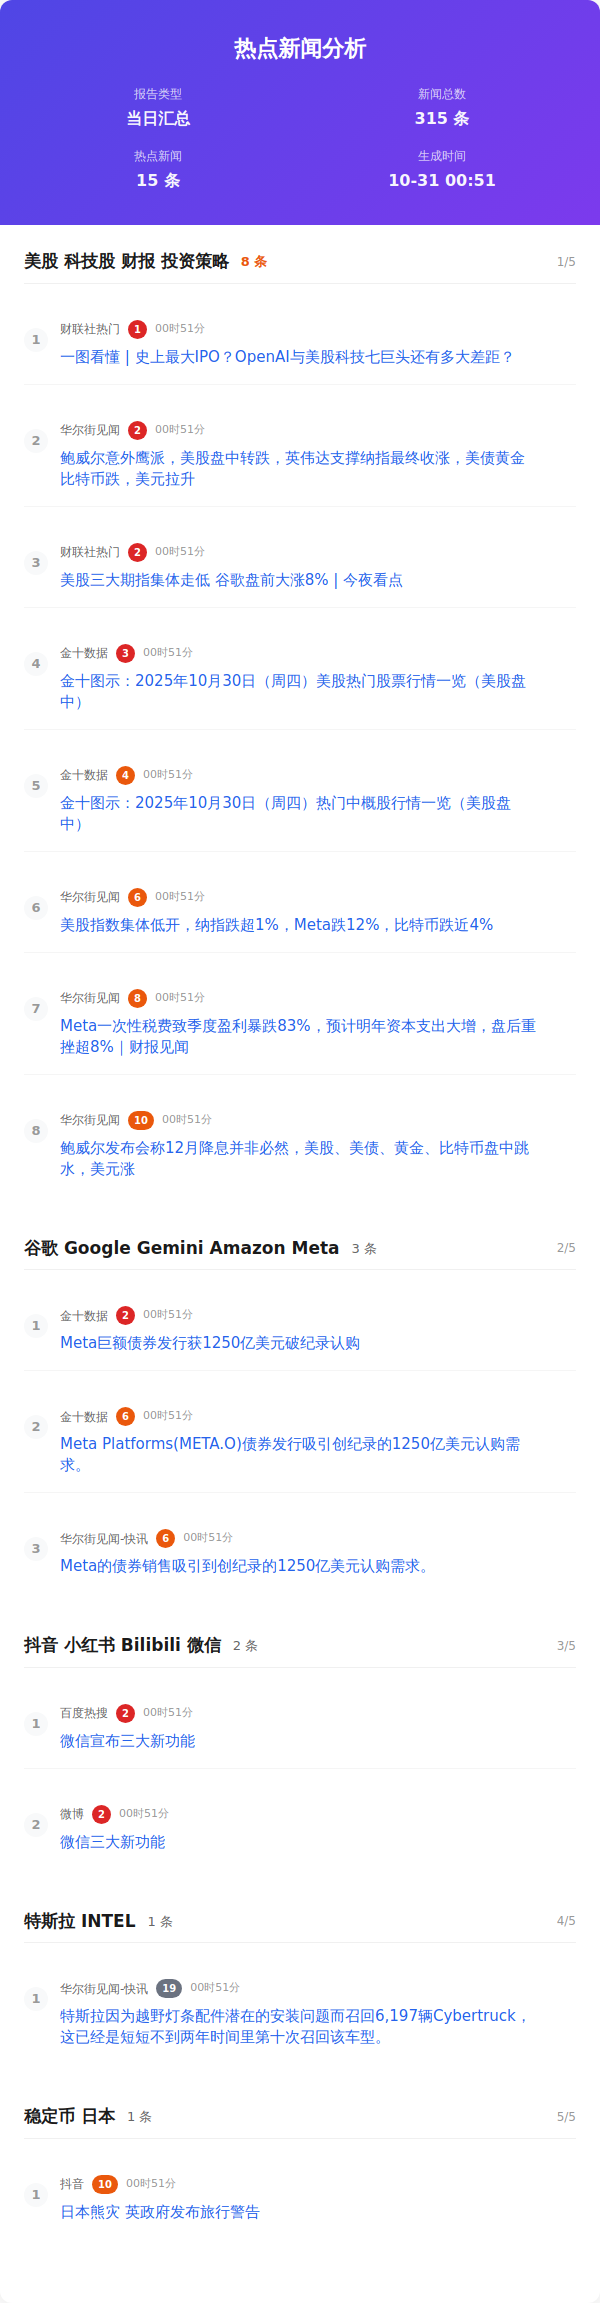 热点新闻分析
报告类型
当日汇总
新闻总数
315 条
热点新闻
15 条
生成时间
10-31 00:51
美股 科技股 财报 投资策略 8 条 1/5
1
财联社热门 1 00时51分
一图看懂 | 史上最大IPO？OpenAI与美股科技七巨头还有多大差距？
2
华尔街见闻 2 00时51分
鲍威尔意外鹰派，美股盘中转跌，英伟达支撑纳指最终收涨，美债黄金
比特币跌，美元拉升
3
财联社热门 2 00时51分
美股三大期指集体走低 谷歌盘前大涨8% | 今夜看点
4
金十数据 3 00时51分
金十图示：2025年10月30日（周四）美股热门股票行情一览（美股盘
中）
5
金十数据 4 00时51分
金十图示：2025年10月30日（周四）热门中概股行情一览（美股盘
中）
6
华尔街见闻 6 00时51分
美股指数集体低开，纳指跌超1%，Meta跌12%，比特币跌近4%
7
华尔街见闻 8 00时51分
Meta一次性税费致季度盈利暴跌83%，预计明年资本支出大增，盘后重
挫超8%｜财报见闻
8
华尔街见闻 10 00时51分
鲍威尔发布会称12月降息并非必然，美股、美债、黄金、比特币盘中跳
水，美元涨
谷歌 Google Gemini Amazon Meta 3 条 2/5
1
金十数据 2 00时51分
Meta巨额债券发行获1250亿美元破纪录认购
2
金十数据 6 00时51分
Meta Platforms(META.O)债券发行吸引创纪录的1250亿美元认购需
求。
3
华尔街见闻-快讯 6 00时51分
Meta的债券销售吸引到创纪录的1250亿美元认购需求。
抖音 小红书 Bilibili 微信 2 条 3/5
1
百度热搜 2 00时51分
微信宣布三大新功能
2
微博 2 00时51分
微信三大新功能
特斯拉 INTEL 1 条 4/5
1
华尔街见闻-快讯 19 00时51分
特斯拉因为越野灯条配件潜在的安装问题而召回6,197辆Cybertruck，
这已经是短短不到两年时间里第十次召回该车型。
稳定币 日本 1 条 5/5
1
抖音 10 00时51分
日本熊灾 英政府发布旅行警告